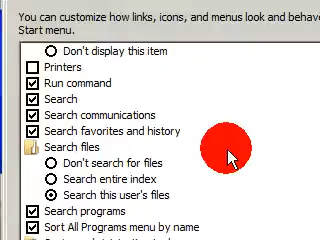 You can customize how links, icons, and menus look and behave
Start menu.
Don't display this item
Printers
Run command
Search
Search communications
Search favorites and history
Search files
Don't search for files
Search entire index
Search this user's files
Search programs
Sort All Programs menu by name